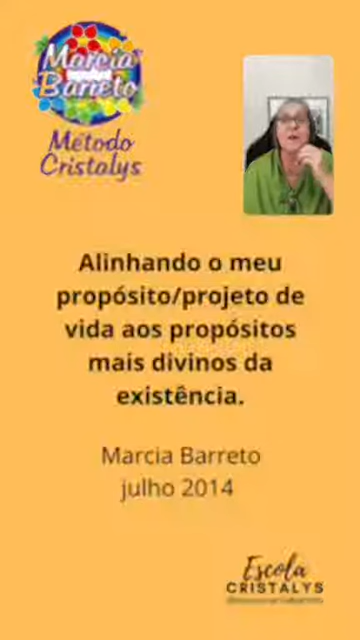 Marcia
Barreto
Método
Cristalys
Alinhando o meu
propósito/projeto de
vida aos propósitos
mais divinos da
existência.
Marcia Barreto
julho 2014
Escola
CRISTALYS